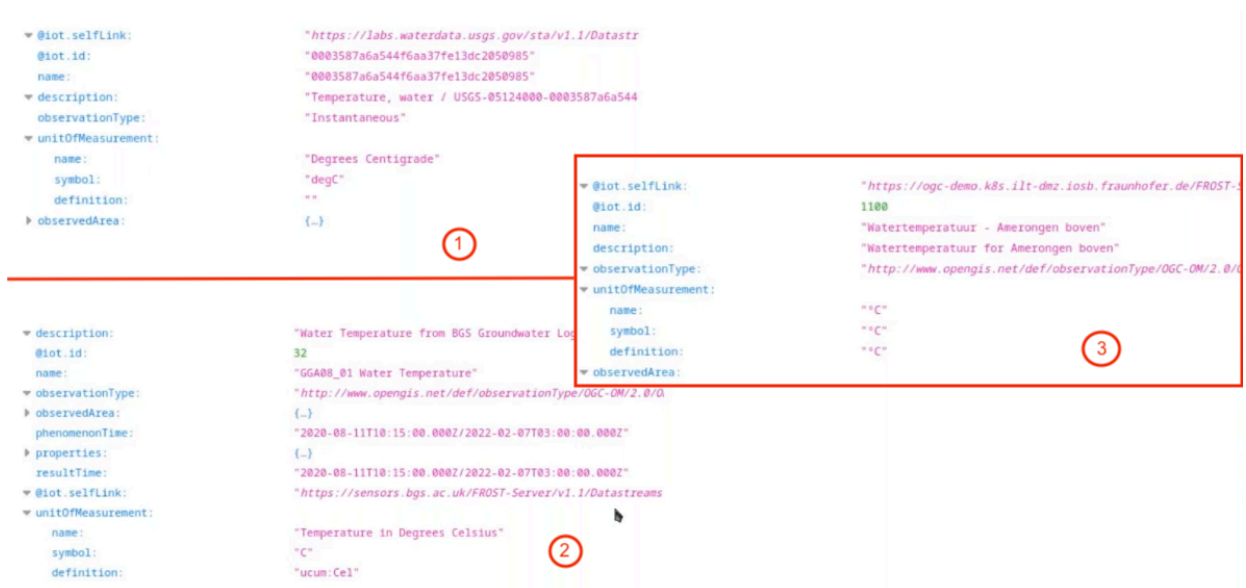 @iot.selfLink: "https://labs.waterdata.usgs.gov/sta/v1.1/Datastr
@iot.id: "0003587a6a544f6aa37fe13dc2050985"
name: "0003587a6a544f6aa37fe13dc2050985"
description: "Temperature, water / USGS-05124000-0003587a6a544
observationType: "Instantaneous"
unitOfMeasurement:
name: "Degrees Centigrade"
symbol: "degC"
definition: ""
observedArea: {…}
1
@iot.selfLink: "https://ogc-demo.k8s.ilt-dmz.iosb.fraunhofer.de/FROST-S
@iot.id: 1100
name: "Watertemperatuur - Amerongen boven"
description: "Watertemperatuur for Amerongen boven"
observationType: "http://www.opengis.net/def/observationType/OGC-OM/2.0/O
unitOfMeasurement:
name: "°C"
symbol: "°C"
definition: "°C"
observedArea:
3
description: "Water Temperature from BGS Groundwater Log
@iot.id: 32
name: "GGA08_01 Water Temperature"
observationType: "http://www.opengis.net/def/observationType/OGC-OM/2.0/O
observedArea: {…}
phenomenonTime: "2020-08-11T10:15:00.000Z/2022-02-07T03:00:00.000Z"
properties: {…}
resultTime: "2020-08-11T10:15:00.000Z/2022-02-07T03:00:00.000Z"
@iot.selfLink: "https://sensors.bgs.ac.uk/FROST-Server/v1.1/Datastreams
unitOfMeasurement:
name: "Temperature in Degrees Celsius"
symbol: "C"
definition: "ucum:Cel"
2